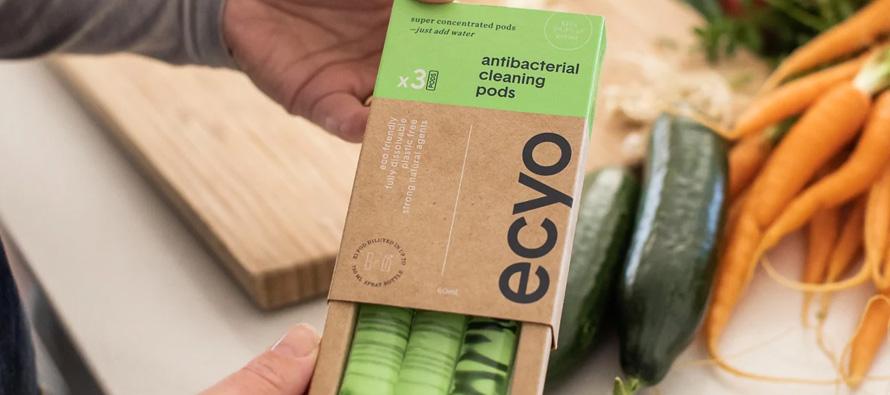 super concentrated pods
—just add water
x3 PODS
antibacterial
cleaning
pods
eco friendly
fully dissolvable
plastic free
strong natural agents
ecyo
60mL